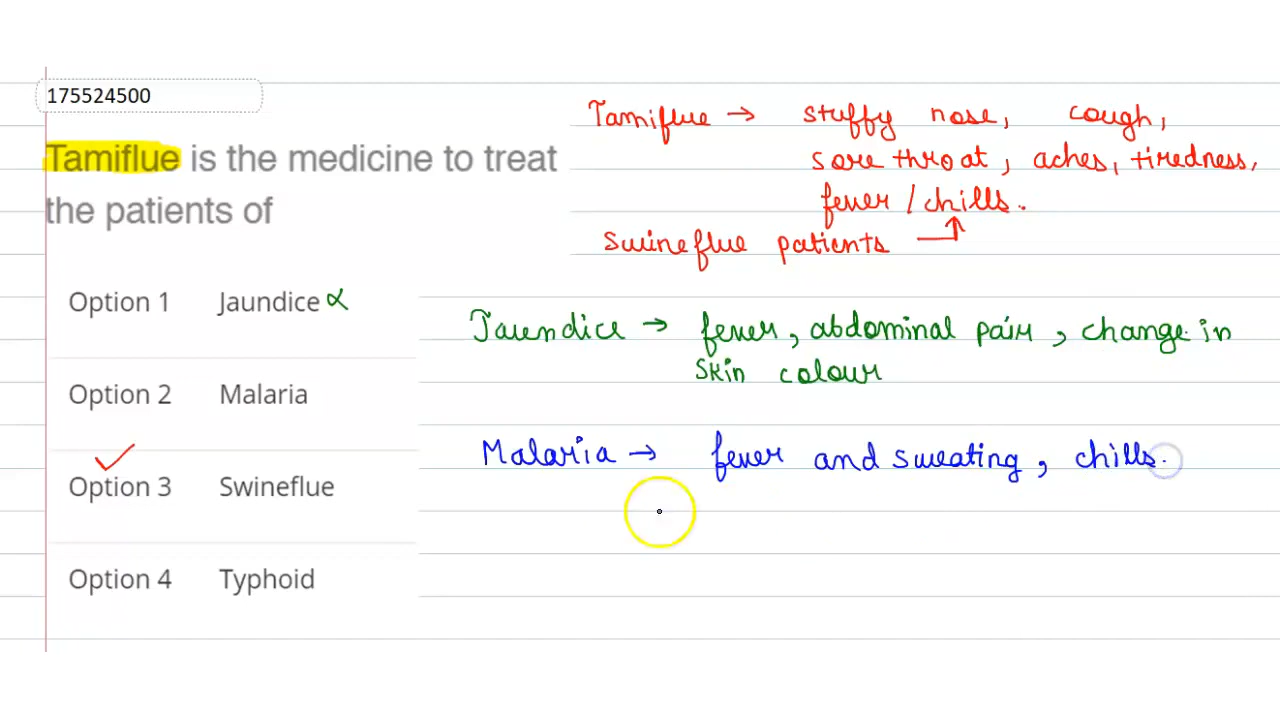 175524500
Tamiflue is the medicine to treat
the patients of
Option 1 Jaundice α
Option 2 Malaria
Option 3 Swineflue
Option 4 Typhoid
Tamiflue → stuffy nose, cough,
sore throat, aches, tiredness,
fever / chills.
Swineflue patients
Jaundice → fever, abdominal pain, change in
skin colour
Malaria → fever and sweating, chills.